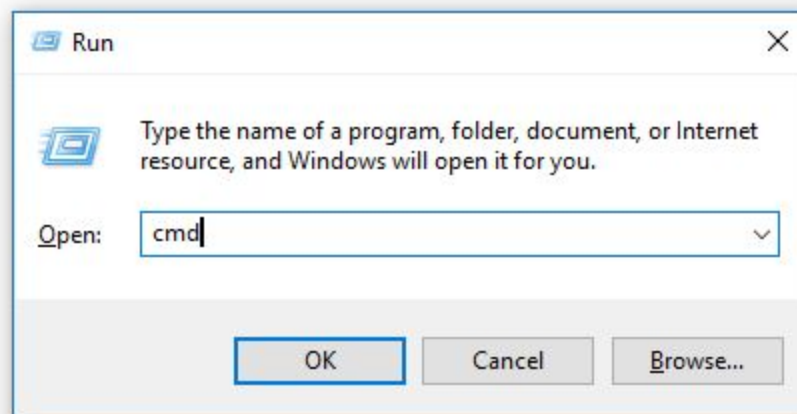 Run
Type the name of a program, folder, document, or Internet
resource, and Windows will open it for you.
Open: cmd
OK Cancel Browse...